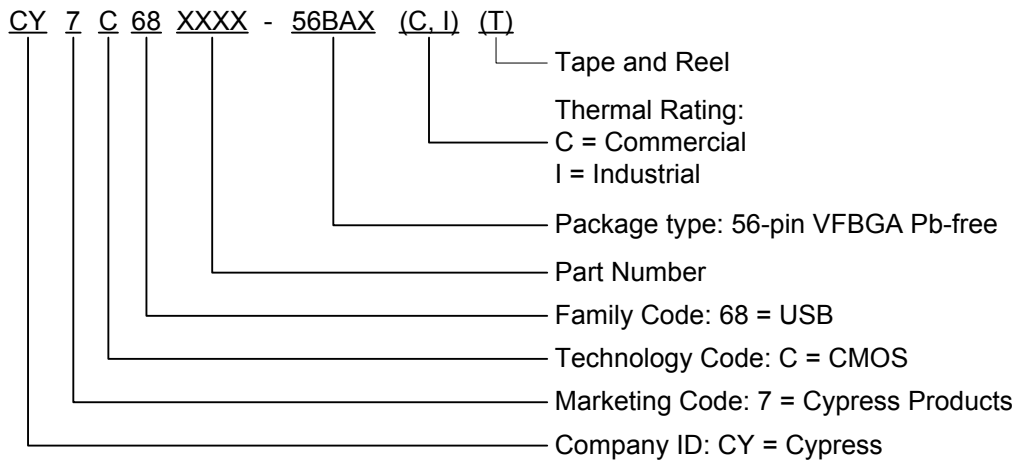 CY 7 C 68 XXXX - 56BAX (C, I) (T)
Tape and Reel
Thermal Rating:
C = Commercial
I = Industrial
Package type: 56-pin VFBGA Pb-free
Part Number
Family Code: 68 = USB
Technology Code: C = CMOS
Marketing Code: 7 = Cypress Products
Company ID: CY = Cypress